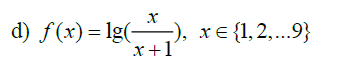 d) f(x) = lg(x/(x+1)), x ∈ {1,2,...9}